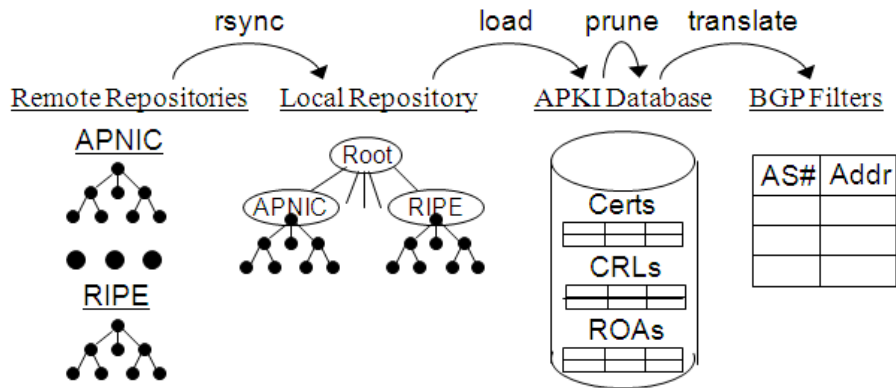 rsync
load
prune
translate
Remote Repositories
Local Repository
APKI Database
BGP Filters
APNIC
RIPE
Root
APNIC
RIPE
Certs
CRLs
ROAs
AS# Addr